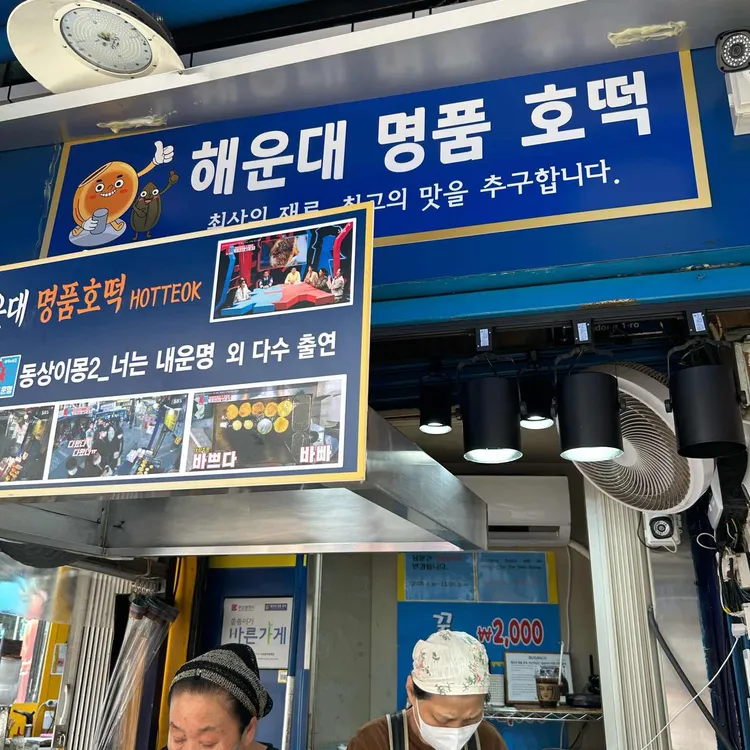 해운대 명품 호떡
최상의 재료, 최고의 맛을 추구합니다.
운대 명품호떡 HOTTEOK
동상이몽2_너는 내운명 외 다수 출연
바쁘다
바빠
바른가게
₩2,000